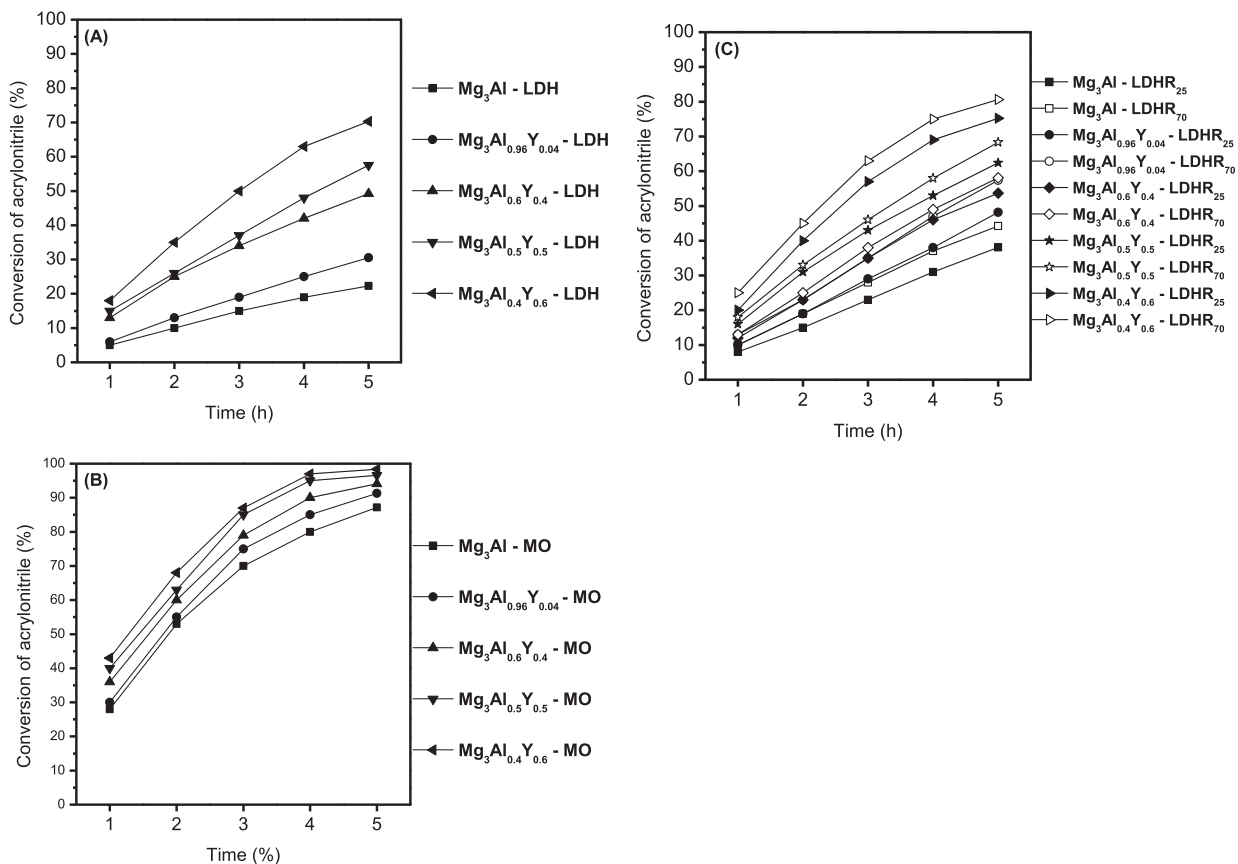 (A)
Conversion of acrylonitrile (%)
100
90
80
70
60
50
40
30
20
10
0
1 2 3 4 5
Time (h)
Mg3Al - LDH
Mg3Al0.96Y0.04 - LDH
Mg3Al0.6Y0.4 - LDH
Mg3Al0.5Y0.5 - LDH
Mg3Al0.4Y0.6 - LDH
(C)
Conversion of acrylonitrile (%)
100
90
80
70
60
50
40
30
20
10
0
1 2 3 4 5
Time (h)
Mg3Al - LDHR25
Mg3Al - LDHR70
Mg3Al0.96Y0.04 - LDHR25
Mg3Al0.96Y0.04 - LDHR70
Mg3Al0.6Y0.4 - LDHR25
Mg3Al0.6Y0.4 - LDHR70
Mg3Al0.5Y0.5 - LDHR25
Mg3Al0.5Y0.5 - LDHR70
Mg3Al0.4Y0.6 - LDHR25
Mg3Al0.4Y0.6 - LDHR70
(B)
Conversion of acrylonitrile (%)
100
90
80
70
60
50
40
30
20
10
0
1 2 3 4 5
Time (%)
Mg3Al - MO
Mg3Al0.96Y0.04 - MO
Mg3Al0.6Y0.4 - MO
Mg3Al0.5Y0.5 - MO
Mg3Al0.4Y0.6 - MO